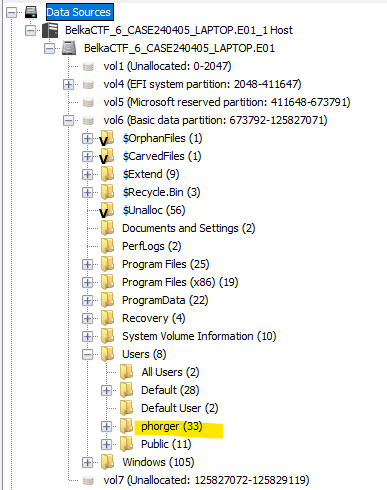 Data Sources
BelkaCTF_6_CASE240405_LAPTOP.E01_1 Host
BelkaCTF_6_CASE240405_LAPTOP.E01
vol1 (Unallocated: 0-2047)
vol4 (EFI system partition: 2048-411647)
vol5 (Microsoft reserved partition: 411648-673791)
vol6 (Basic data partition: 673792-125827071)
$OrphanFiles (1)
$CarvedFiles (1)
$Extend (9)
$Recycle.Bin (3)
$Unalloc (56)
Documents and Settings (2)
PerfLogs (2)
Program Files (25)
Program Files (x86) (19)
ProgramData (22)
Recovery (4)
System Volume Information (10)
Users (8)
All Users (2)
Default (28)
Default User (2)
phorger (33)
Public (11)
Windows (105)
vol7 (Unallocated: 125827072-125829119)